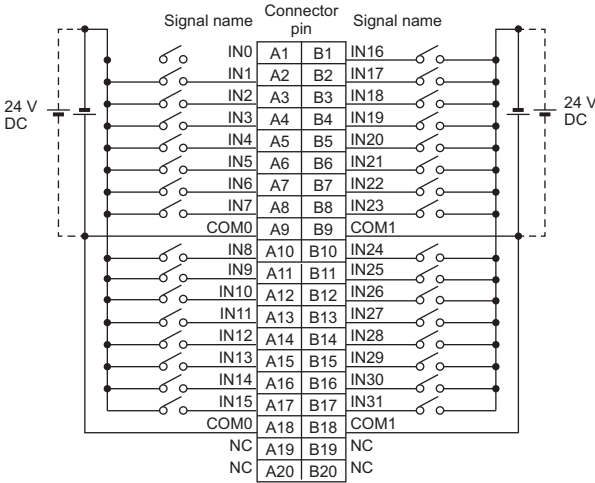 Signal name Connector pin Signal name
IN0 A1 B1 IN16
IN1 A2 B2 IN17
24 V DC IN2 A3 B3 IN18 24 V DC
IN3 A4 B4 IN19
IN4 A5 B5 IN20
IN5 A6 B6 IN21
IN6 A7 B7 IN22
IN7 A8 B8 IN23
COM0 A9 B9 COM1
IN8 A10 B10 IN24
IN9 A11 B11 IN25
IN10 A12 B12 IN26
IN11 A13 B13 IN27
IN12 A14 B14 IN28
IN13 A15 B15 IN29
IN14 A16 B16 IN30
IN15 A17 B17 IN31
COM0 A18 B18 COM1
NC A19 B19 NC
NC A20 B20 NC